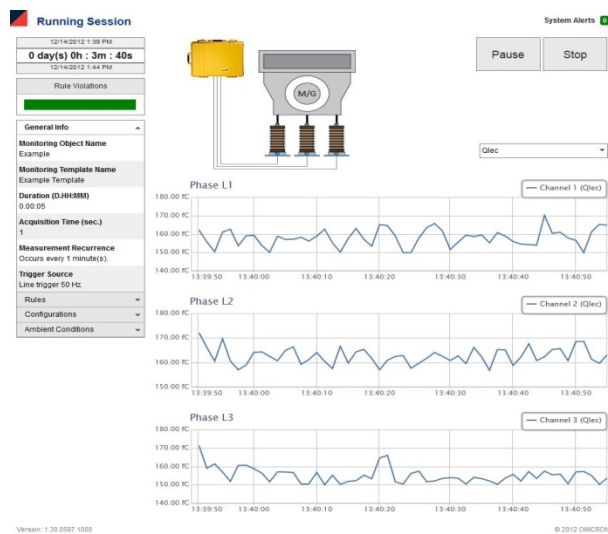 Running Session
System Alerts 0
12/14/2012 1:39 PM
0 day(s) 0h : 3m : 40s
12/14/2012 1:44 PM
Rule Violations
Pause
Stop
M/G
Qlec
General Info
Monitoring Object Name
Example
Monitoring Template Name
Example Template
Duration (D.HH:MM)
0.00:05
Acquisition Time (sec.)
1
Measurement Recurrence
Occurs every 1 minute(s).
Trigger Source
Line trigger 50 Hz
Rules
Configurations
Ambient Conditions
Phase L1
Channel 1 (Qlec)
180.00 fC
170.00 fC
160.00 fC
150.00 fC
140.00 fC
13:39:50 13:40:00 13:40:10 13:40:20 13:40:30 13:40:40 13:40:50
Phase L2
Channel 2 (Qlec)
180.00 fC
170.00 fC
160.00 fC
150.00 fC
13:39:50 13:40:00 13:40:10 13:40:20 13:40:30 13:40:40 13:40:50
Phase L3
Channel 3 (Qlec)
180.00 fC
170.00 fC
160.00 fC
150.00 fC
140.00 fC
13:39:50 13:40:00 13:40:10 13:40:20 13:40:30 13:40:40 13:40:50
Version: 1.30.0597.1000
© 2012 OMICRON